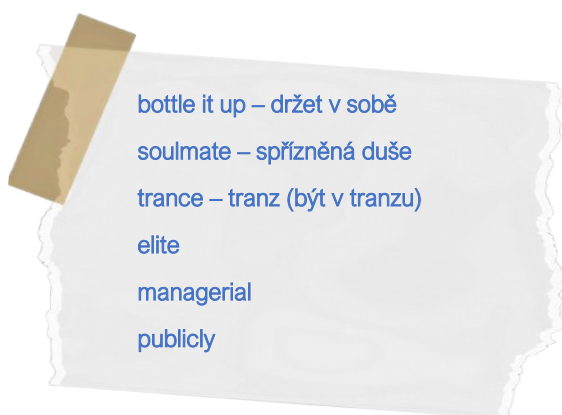 bottle it up – držet v sobě
soulmate – spřízněná duše
trance – tranz (být v tranzu)
elite
managerial
publicly